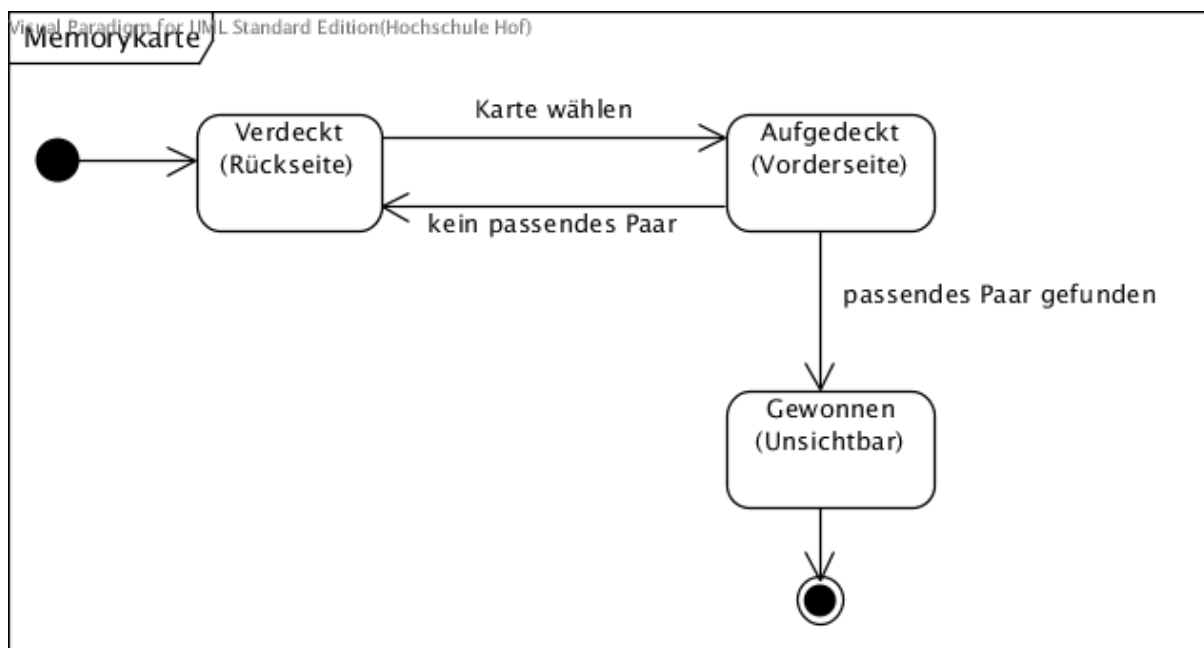 Visual Paradigm for UML Standard Edition(Hochschule Hof)
Memorykarte
Karte wählen
Verdeckt
(Rückseite)
Aufgedeckt
(Vorderseite)
kein passendes Paar
passendes Paar gefunden
Gewonnen
(Unsichtbar)